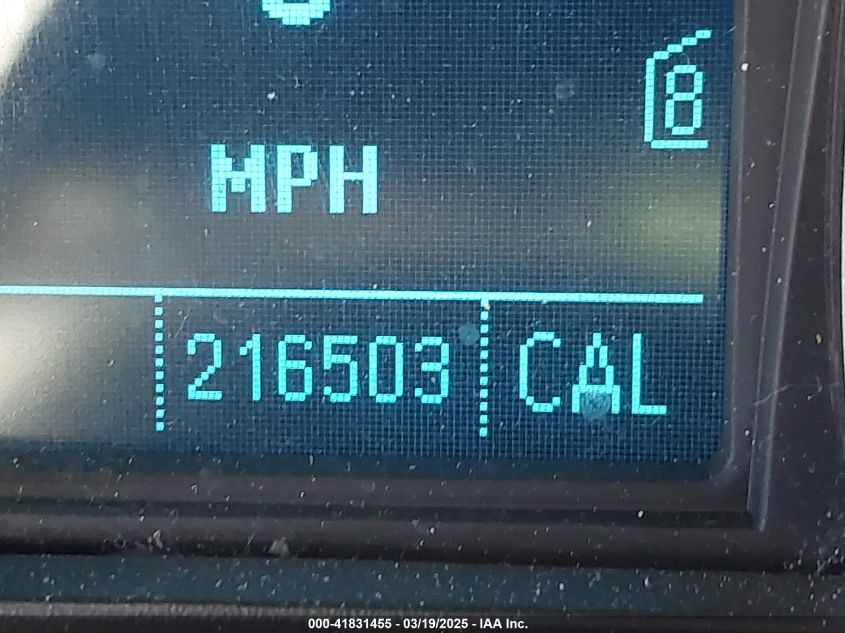 8
MPH
216503 CAL
000-41831455 - 03/19/2025 - IAA Inc.